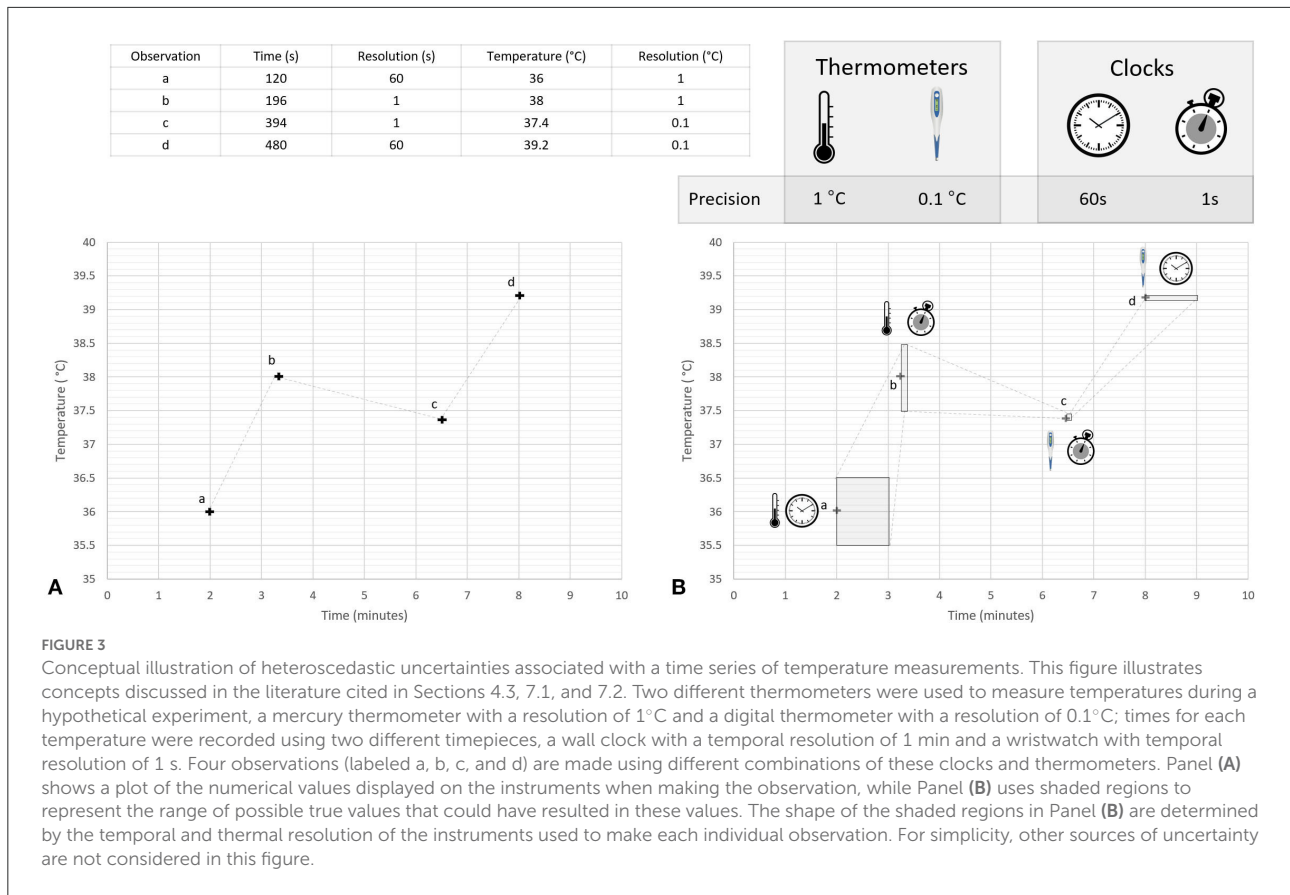 Observation Time (s) Resolution (s) Temperature (°C) Resolution (°C)
a 120 60 36 1
b 196 1 38 1
c 394 1 37.4 0.1
d 480 60 39.2 0.1
Thermometers Clocks
Precision 1 °C 0.1 °C 60s 1s
40
39.5
39
38.5
38
37.5
37
36.5
36
35.5
35
Temperature ( °C)
a
b
c
d
0 1 2 3 4 5 6 7 8 9 10
Time (minutes)
A
40
39.5
39
38.5
38
37.5
37
36.5
36
35.5
35
Temperature ( °C)
a
b
c
d
0 1 2 3 4 5 6 7 8 9 10
Time (minutes)
B
FIGURE 3
Conceptual illustration of heteroscedastic uncertainties associated with a time series of temperature measurements. This figure illustrates
concepts discussed in the literature cited in Sections 4.3, 7.1, and 7.2. Two different thermometers were used to measure temperatures during a
hypothetical experiment, a mercury thermometer with a resolution of 1°C and a digital thermometer with a resolution of 0.1°C; times for each
temperature were recorded using two different timepieces, a wall clock with a temporal resolution of 1 min and a wristwatch with temporal
resolution of 1 s. Four observations (labeled a, b, c, and d) are made using different combinations of these clocks and thermometers. Panel (A)
shows a plot of the numerical values displayed on the instruments when making the observation, while Panel (B) uses shaded regions to
represent the range of possible true values that could have resulted in these values. The shape of the shaded regions in Panel (B) are determined
by the temporal and thermal resolution of the instruments used to make each individual observation. For simplicity, other sources of uncertainty
are not considered in this figure.